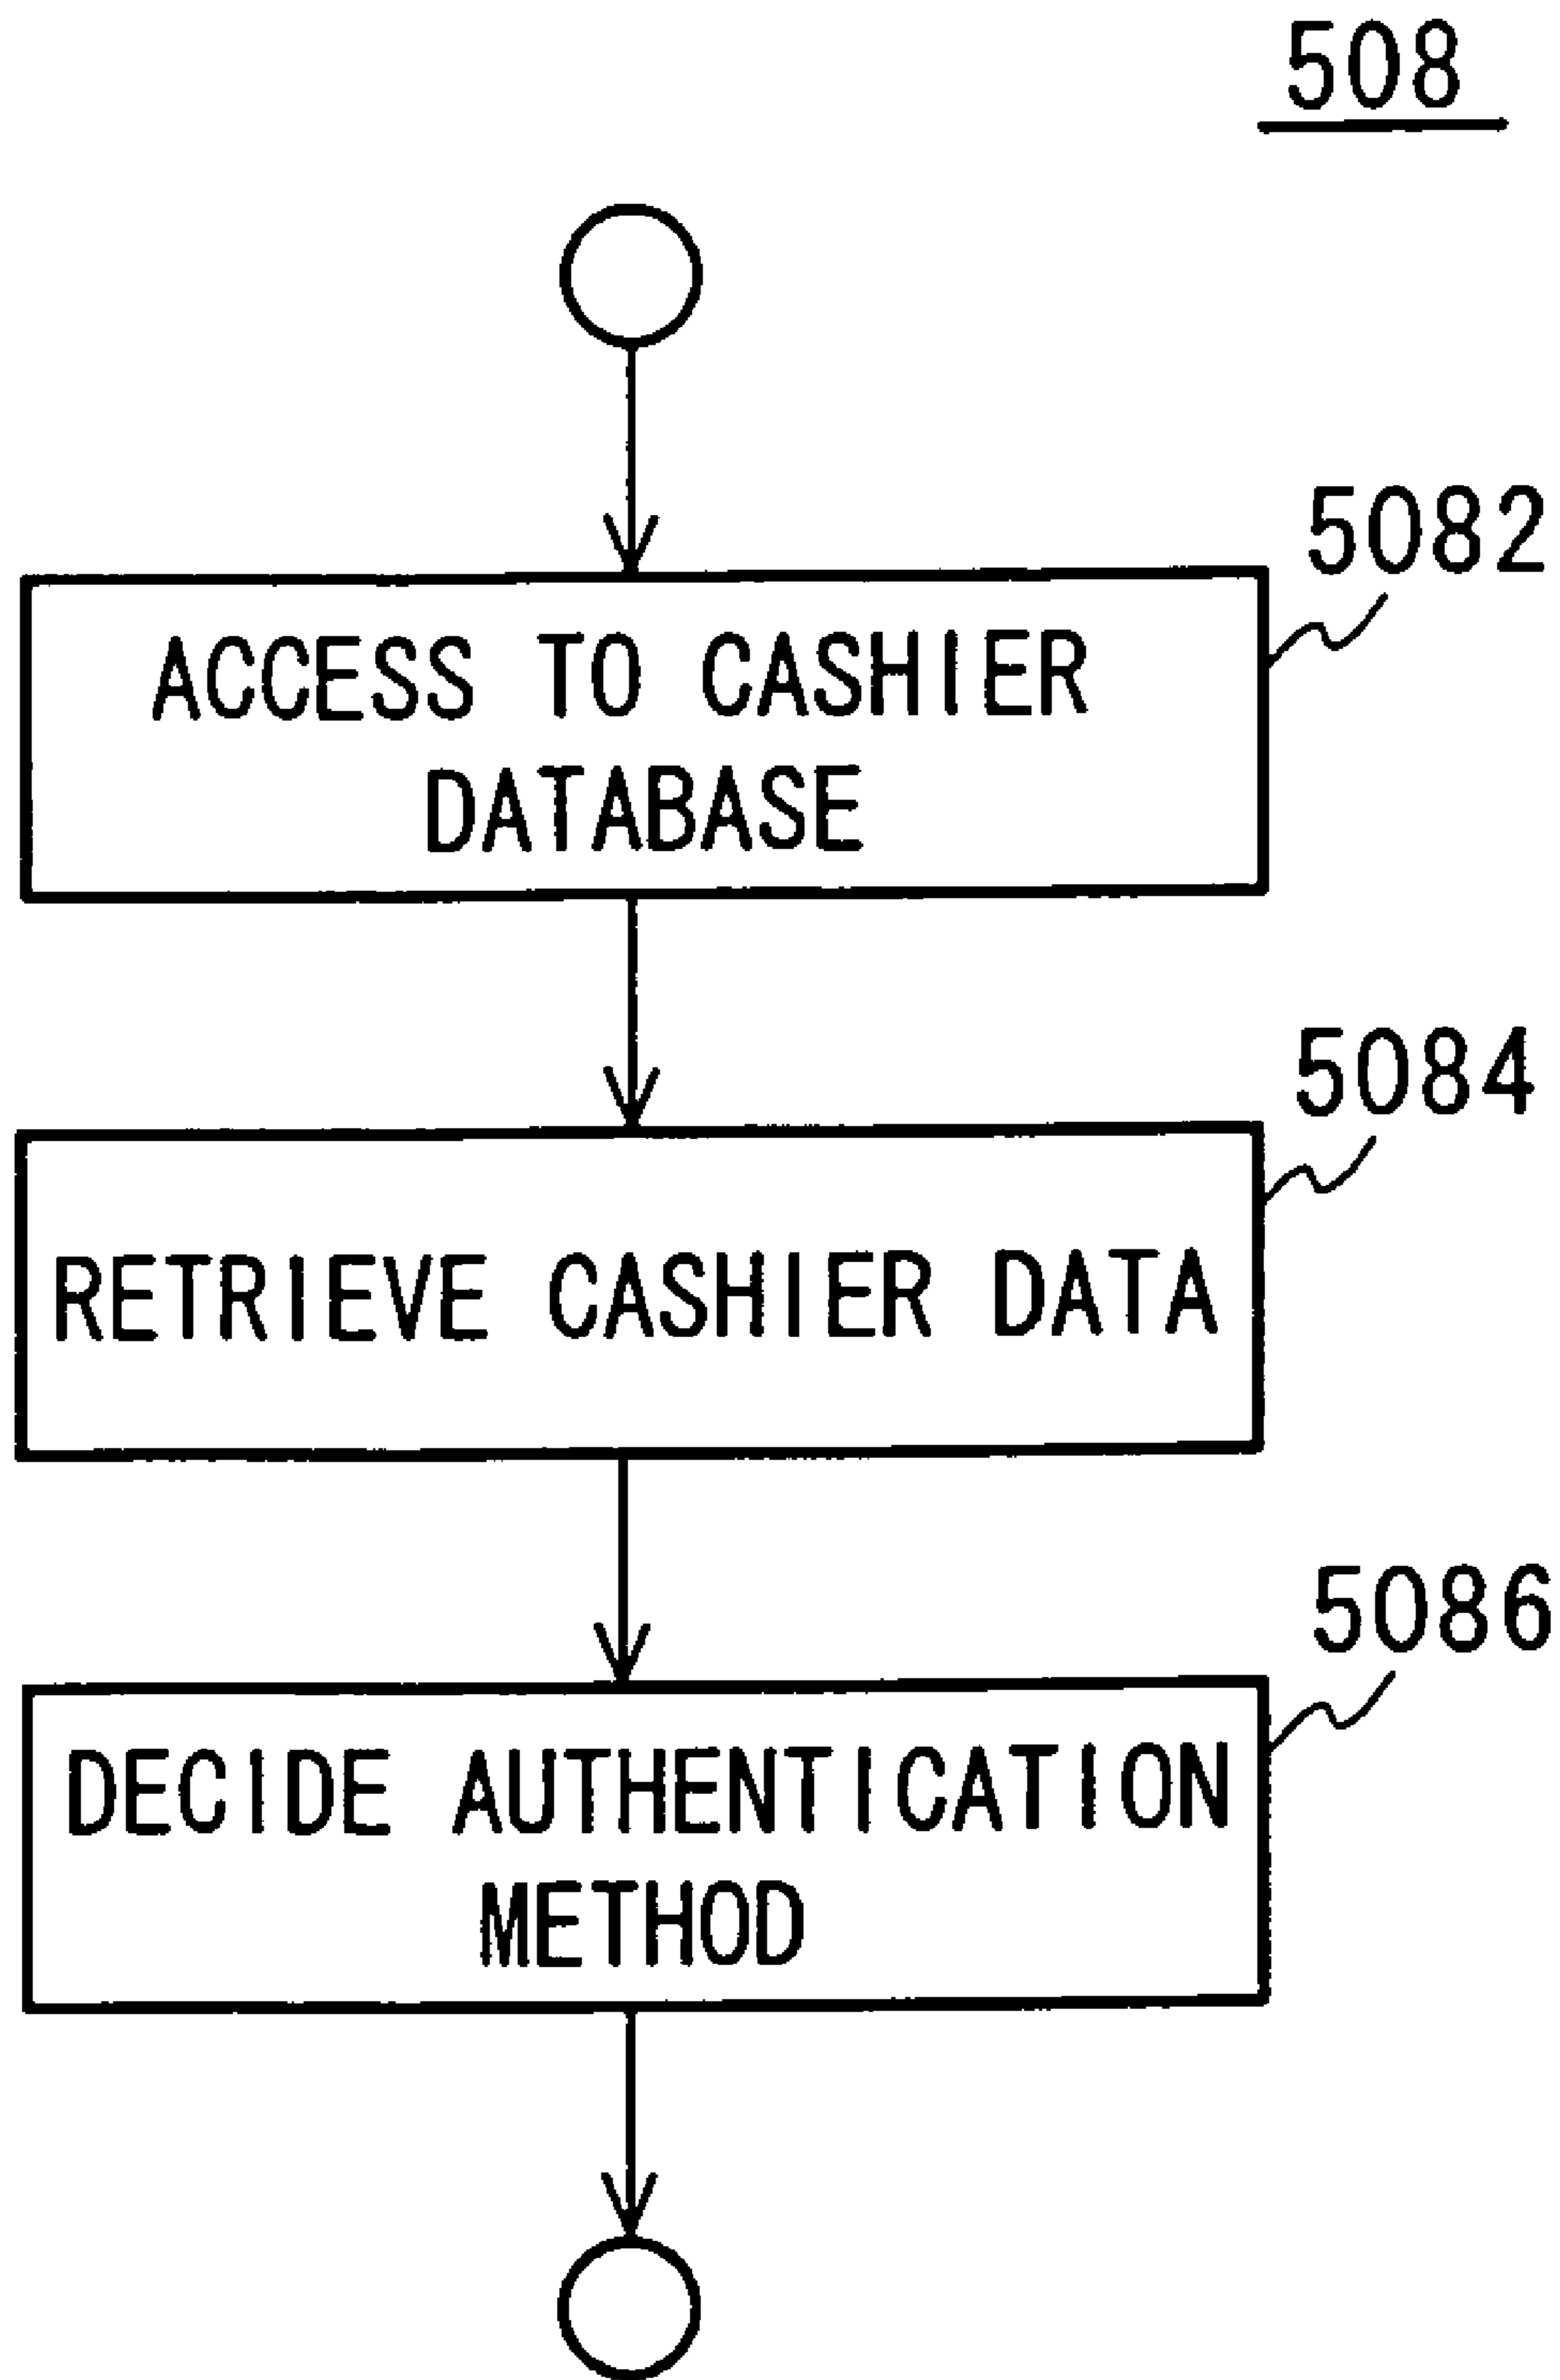 508
5082
ACCESS TO CASHIER
DATABASE
5084
RETRIEVE CASHIER DATA
5086
DECIDE AUTHENTICATION
METHOD